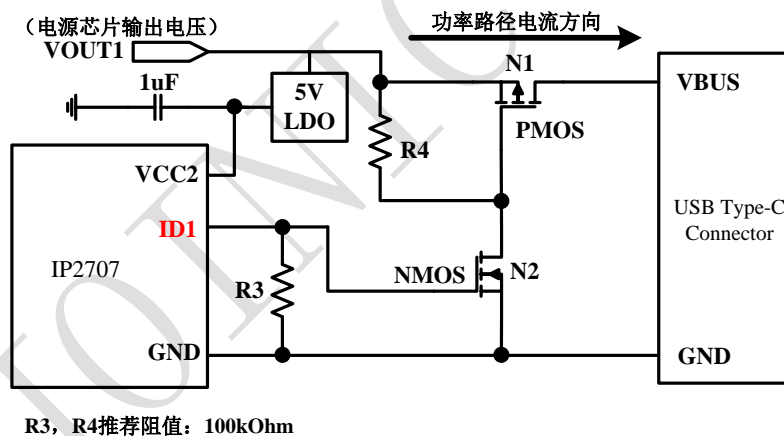 （电源芯片输出电压）
VOUT1
功率路径电流方向
1uF
5V
LDO
N1
PMOS
VBUS
R4
VCC2
ID1
IP2707
R3
NMOS
N2
USB Type-C
Connector
GND
GND
R3，R4推荐阻值：100kOhm